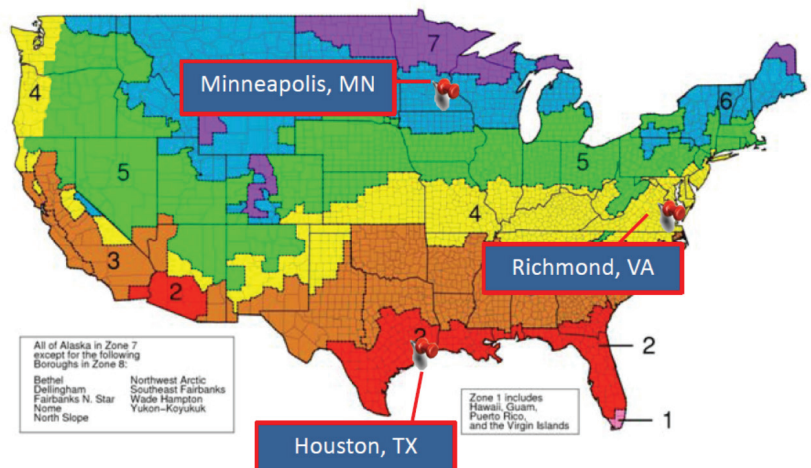 7
Minneapolis, MN
4
6
5
5
4
Richmond, VA
3
2
2
2
1
All of Alaska in Zone 7
except for the following
Boroughs in Zone 8:
Bethel Northwest Arctic
Dellingham Southeast Fairbanks
Fairbanks N. Star Wade Hampton
Nome Yukon-Koyukuk
North Slope
Zone 1 includes
Hawaii, Guam,
Puerto Rico,
and the Virgin Islands
Houston, TX